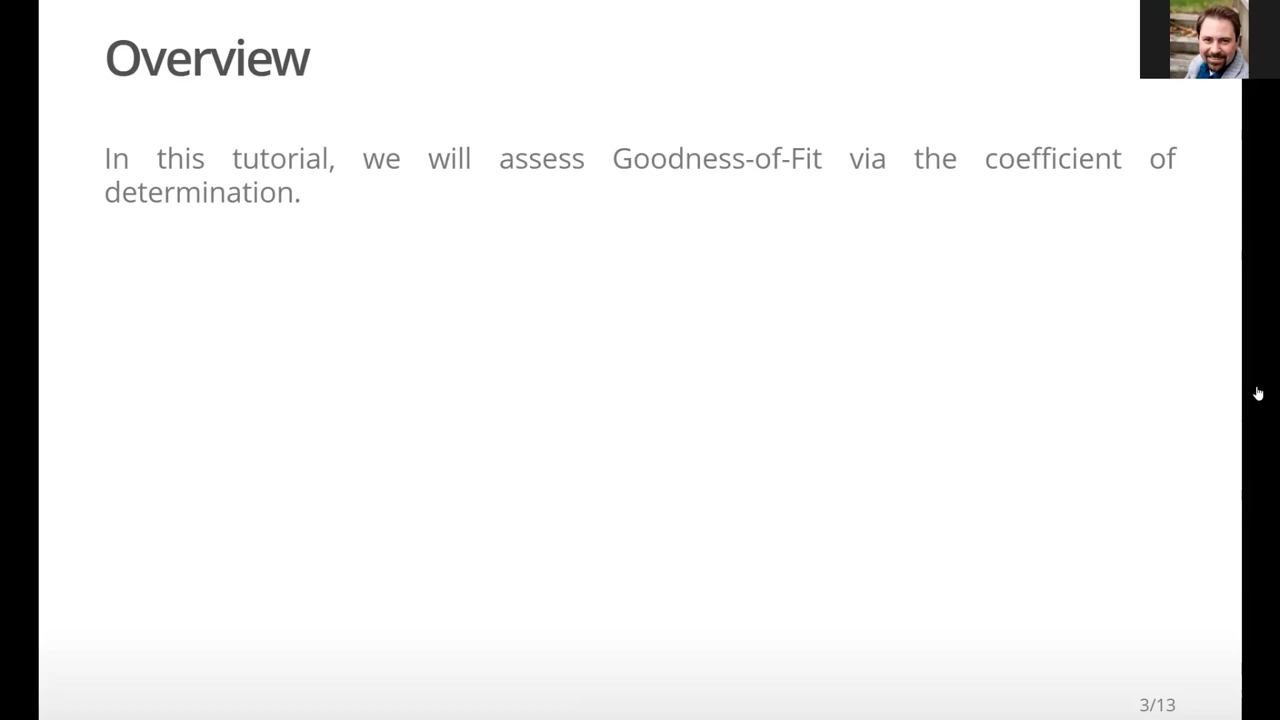 Overview
In this tutorial, we will assess Goodness-of-Fit via the coefficient of
determination.
3/13